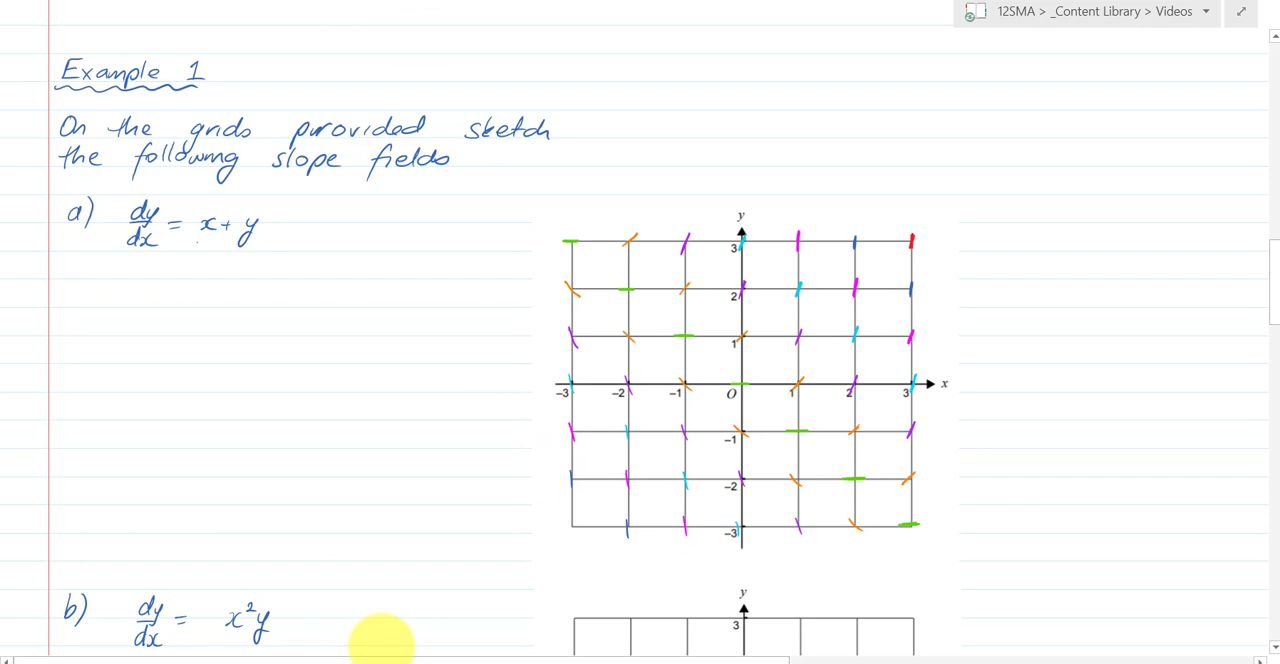 12SMA > _Content Library > Videos
Example 1
On the grids purovided sketch
the following slope fields
a) dy/dx = x + y
y
3
2
1
-3 -2 -1 O 1 2 3 x
-1
-2
-3
b) dy/dx = x²y
y
3